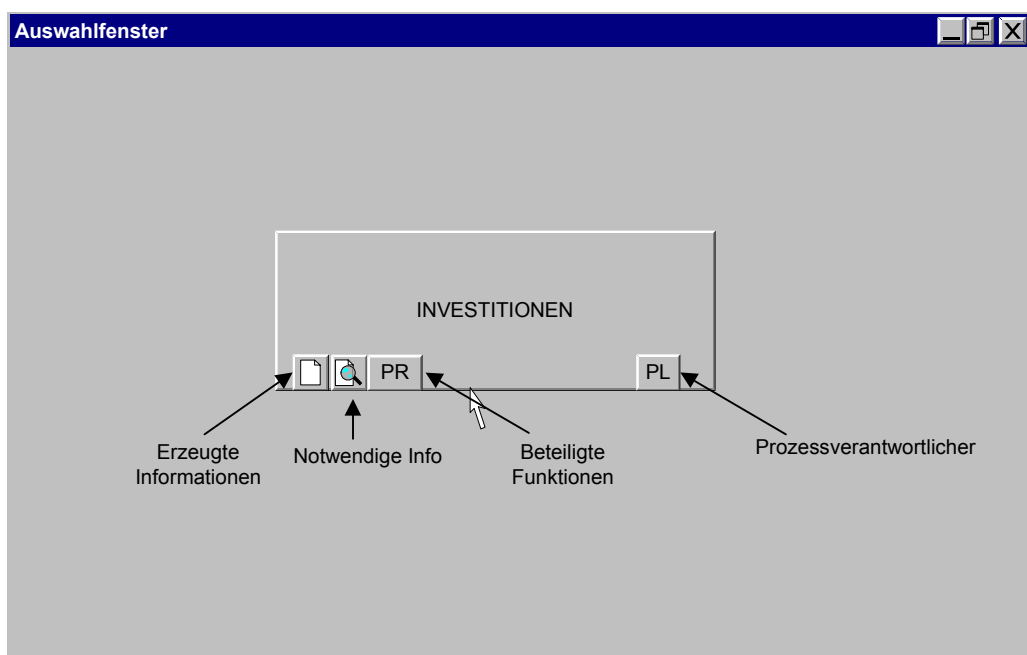 Auswahlfenster
INVESTITIONEN
PR
PL
Erzeugte
Informationen
Notwendige Info
Beteiligte
Funktionen
Prozessverantwortlicher